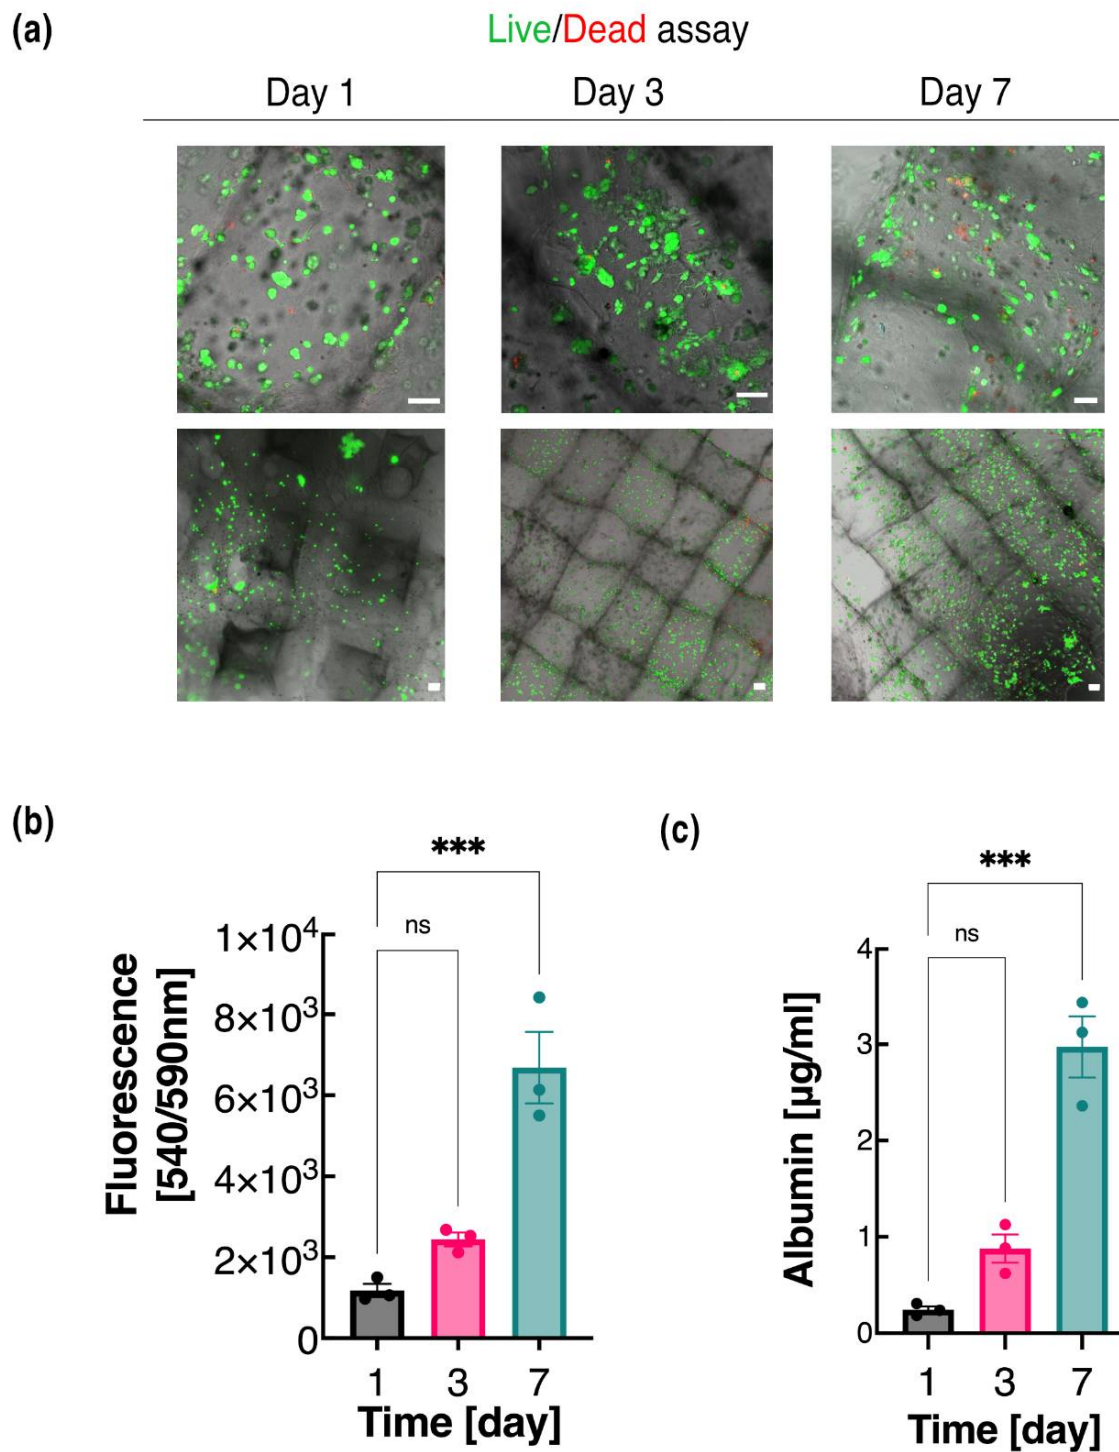 (a)
Live/Dead assay
Day 1 Day 3 Day 7
(b)
***
ns
Fluorescence
[540/590nm]
1×10⁴
8×10³
6×10³
4×10³
2×10³
0
1 3 7
Time [day]
(c)
***
ns
Albumin [µg/ml]
4
3
2
1
0
1 3 7
Time [day]